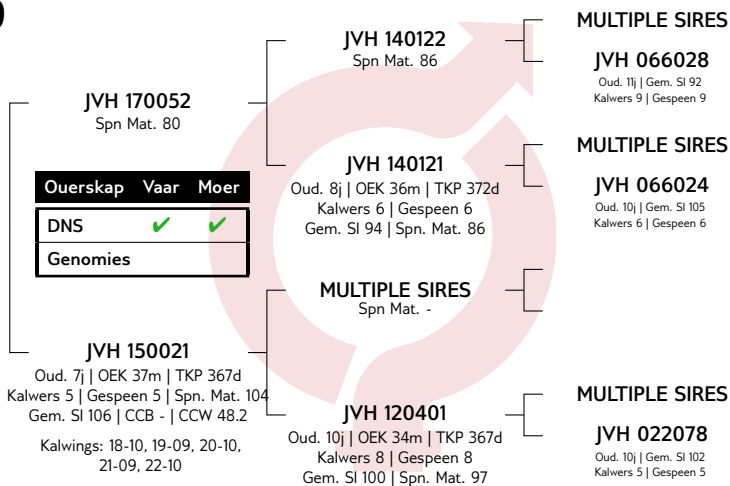 JVH 170052
Spn Mat. 80
Ouerskap Vaar Moer
DNS ✔ ✔
Genomies
JVH 150021
Oud. 7j | OEK 37m | TKP 367d
Kalwers 5 | Gespeen 5 | Spn. Mat. 104
Gem. SI 106 | CCB - | CCW 48.2
Kalwings: 18-10, 19-09, 20-10,
21-09, 22-10
JVH 140122
Spn Mat. 86
JVH 140121
Oud. 8j | OEK 36m | TKP 372d
Kalwers 6 | Gespeen 6
Gem. SI 94 | Spn. Mat. 86
MULTIPLE SIRES
Spn Mat. -
JVH 120401
Oud. 10j | OEK 34m | TKP 367d
Kalwers 8 | Gespeen 8
Gem. SI 100 | Spn. Mat. 97
MULTIPLE SIRES
JVH 066028
Oud. 11j | Gem. SI 92
Kalwers 9 | Gespeen 9
MULTIPLE SIRES
JVH 066024
Oud. 10j | Gem. SI 105
Kalwers 6 | Gespeen 6
MULTIPLE SIRES
JVH 022078
Oud. 10j | Gem. SI 102
Kalwers 5 | Gespeen 5